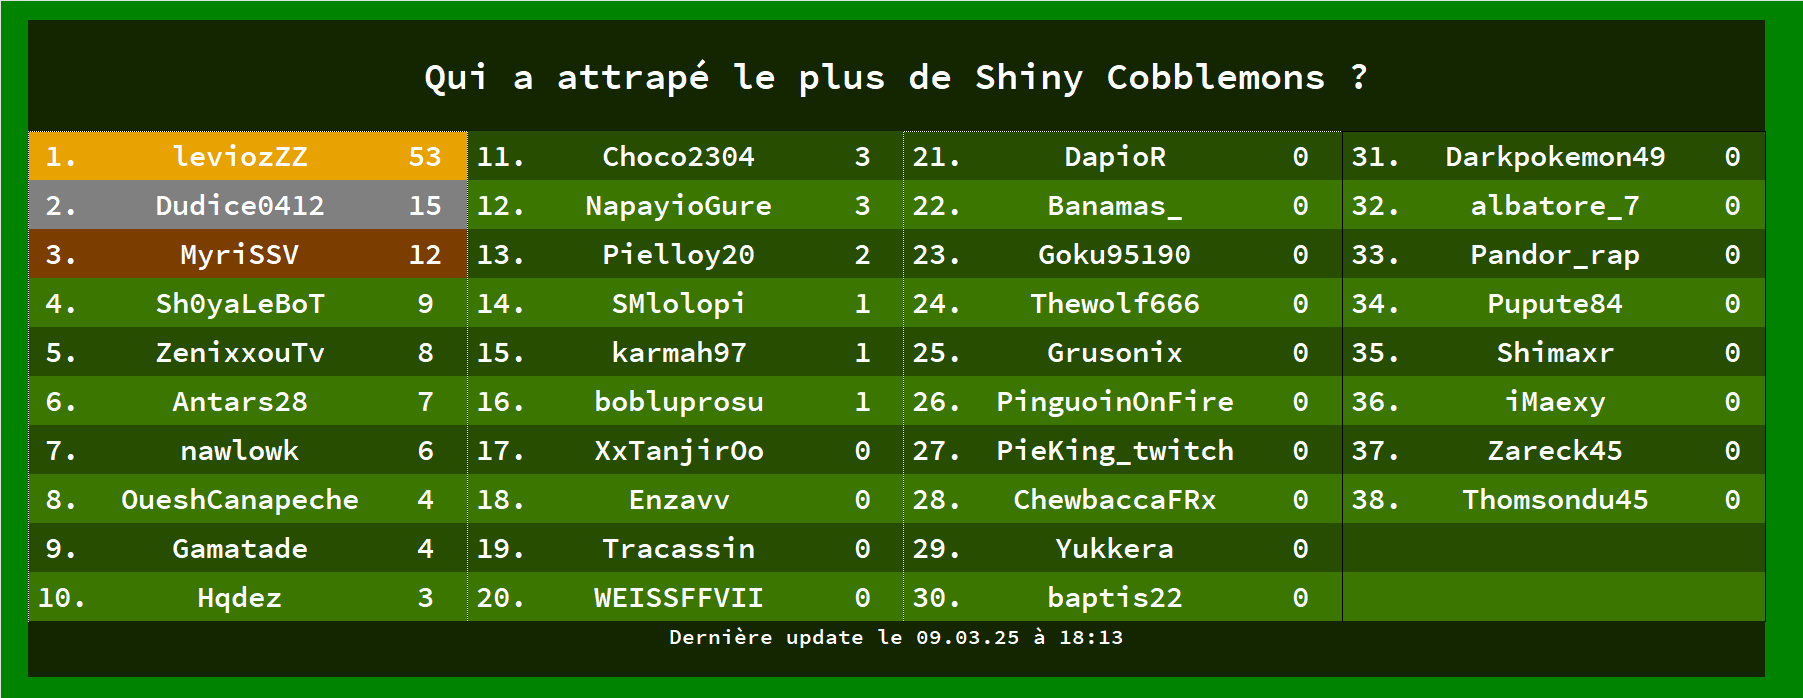 Qui a attrapé le plus de Shiny Cobblemons ?
1. leviozZZ 53
2. Dudice0412 15
3. MyriSSV 12
4. Sh0yaLeBoT 9
5. ZenixxouTv 8
6. Antars28 7
7. nawlowk 6
8. OueshCanapeche 4
9. Gamatade 4
10. Hqdez 3
11. Choco2304 3
12. NapayioGure 3
13. Pielloy20 2
14. SMlolopi 1
15. karmah97 1
16. bobluprosu 1
17. XxTanjirOo 0
18. Enzavv 0
19. Tracassin 0
20. WEISSFFVII 0
21. DapioR 0
22. Banamas_ 0
23. Goku95190 0
24. Thewolf666 0
25. Grusonix 0
26. PinguoinOnFire 0
27. PieKing_twitch 0
28. ChewbaccaFRx 0
29. Yukkera 0
30. baptis22 0
31. Darkpokemon49 0
32. albatore_7 0
33. Pandor_rap 0
34. Pupute84 0
35. Shimaxr 0
36. iMaexy 0
37. Zareck45 0
38. Thomsondu45 0
Dernière update le 09.03.25 à 18:13